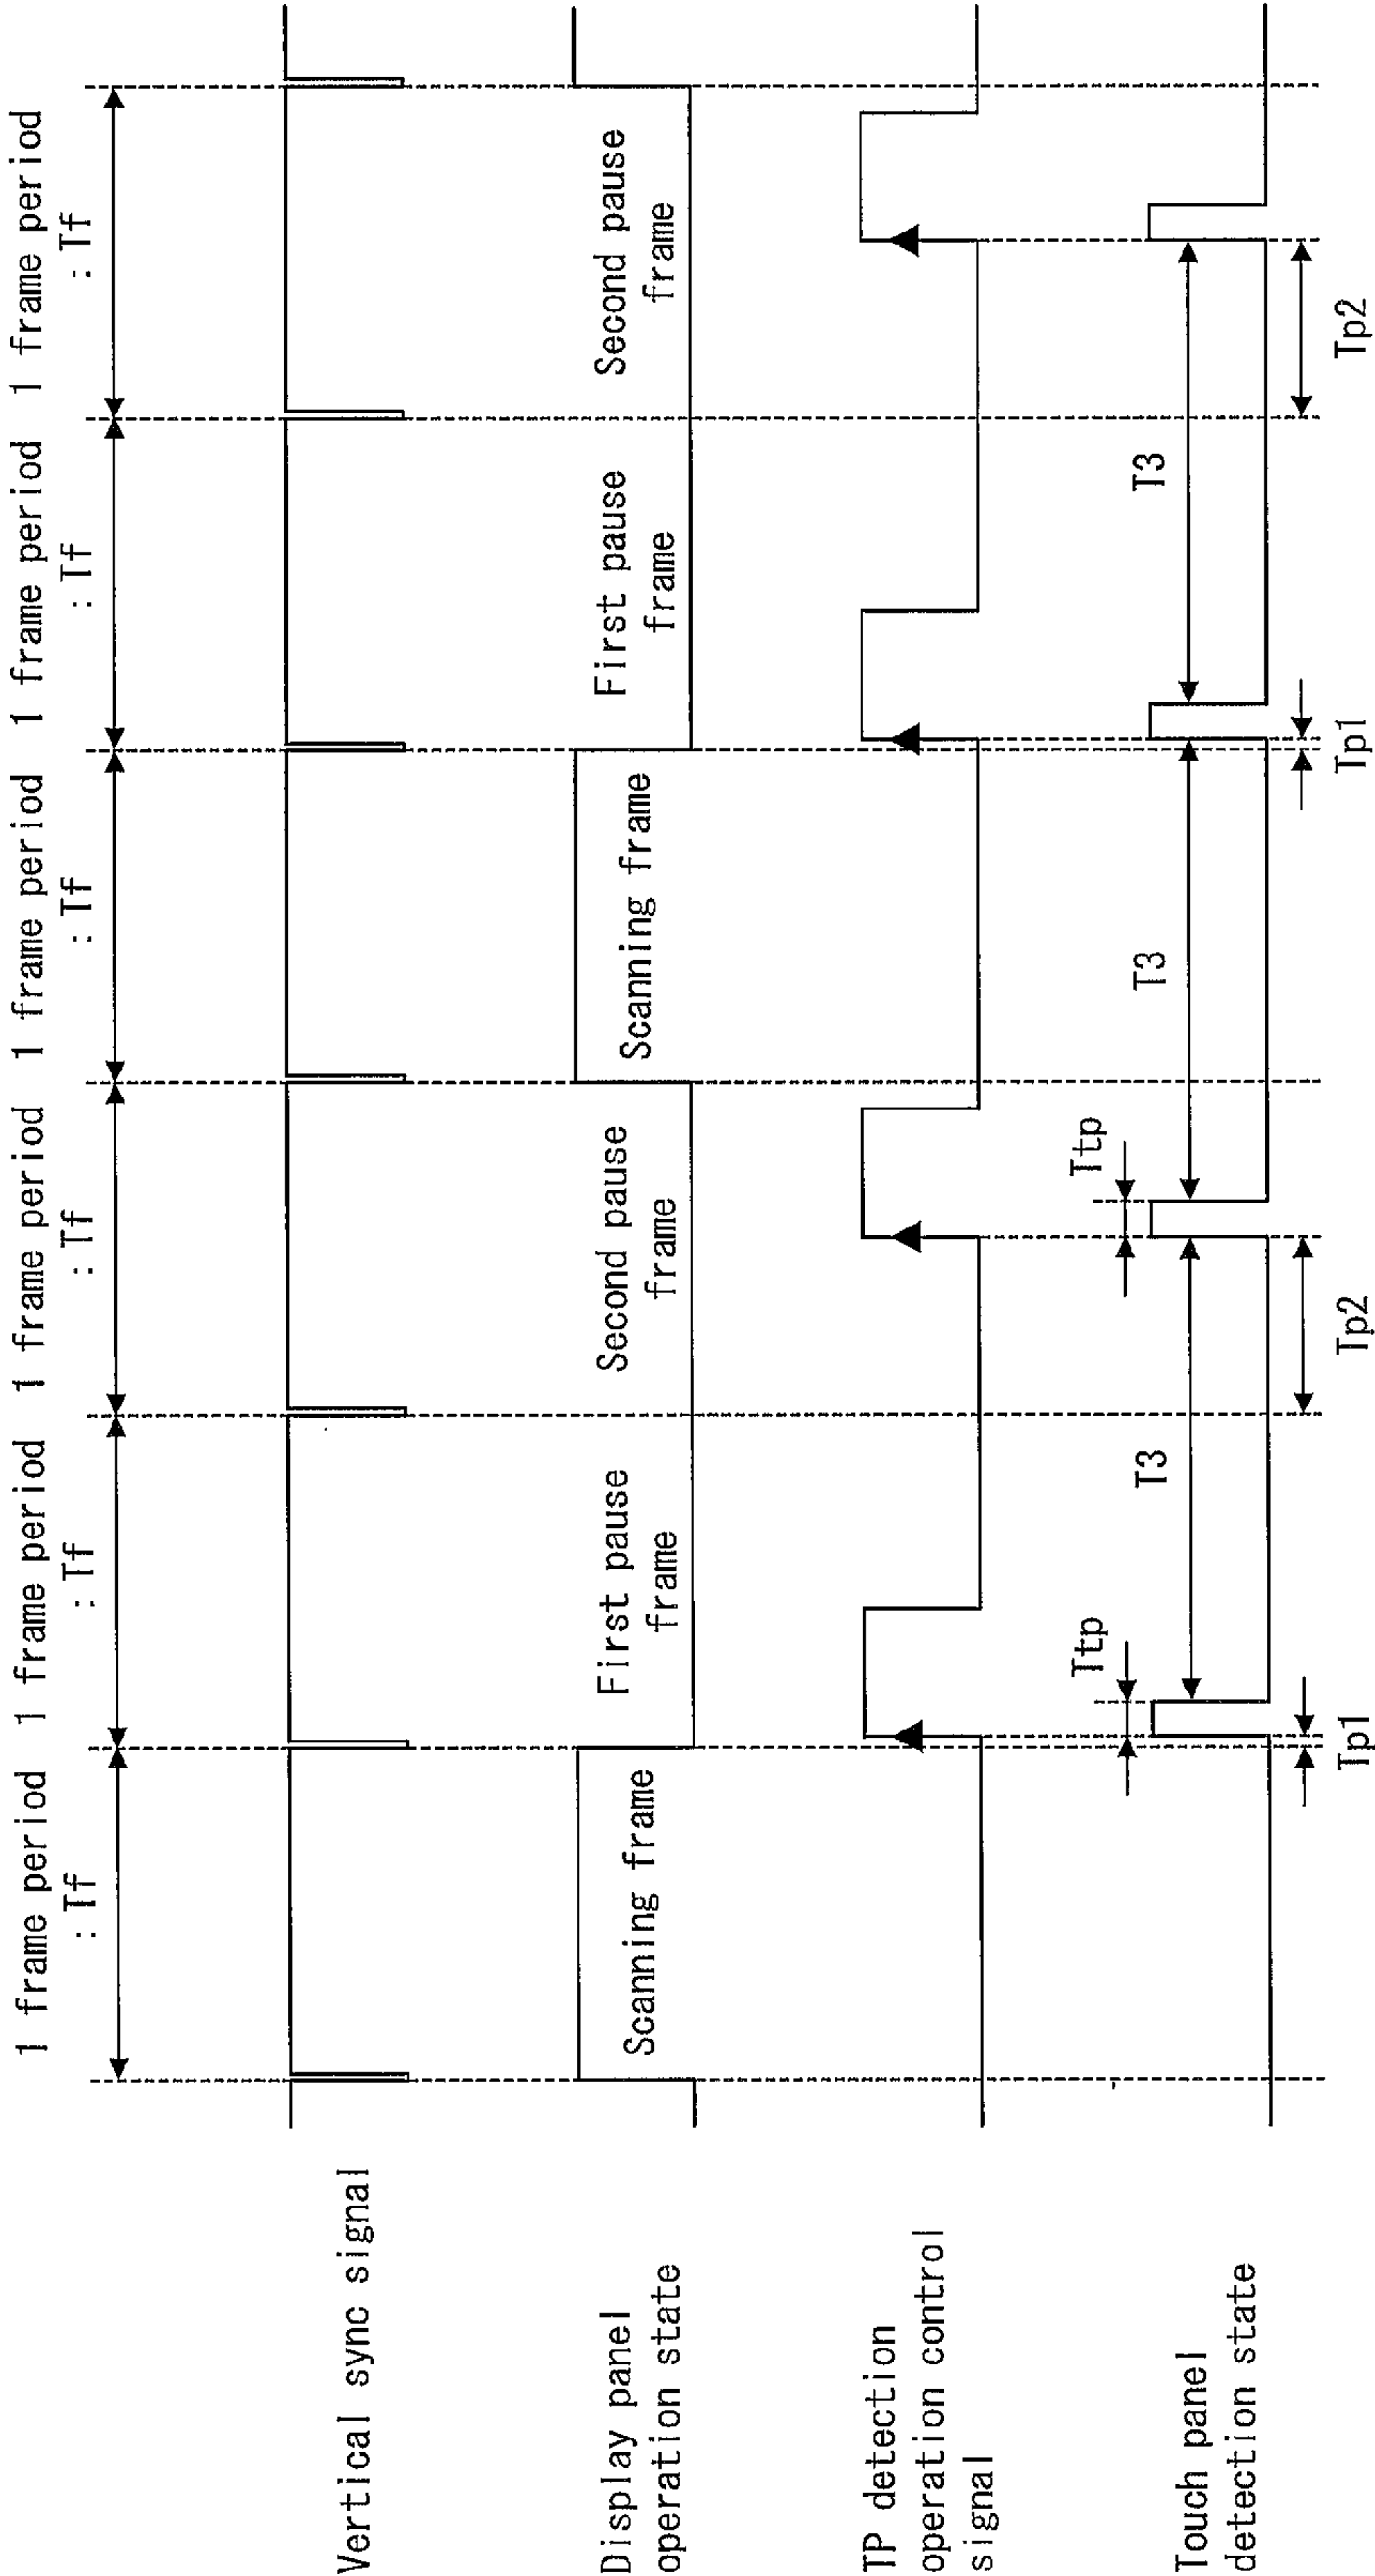 1 frame period
: Tf
1 frame period
: Tf
1 frame period
: Tf
1 frame period
: Tf
1 frame period
: Tf
1 frame period
: Tf
Vertical sync signal
Display panel
operation state
Scanning frame
First pause
frame
Second pause
frame
Scanning frame
First pause
frame
Second pause
frame
TP detection
operation control
signal
Touch panel
detection state
Ttp
T3
Ttp
T3
T3
Tp1
Tp2
Tp1
Tp2